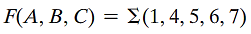 F(A, B, C) = Σ(1, 4, 5, 6, 7)